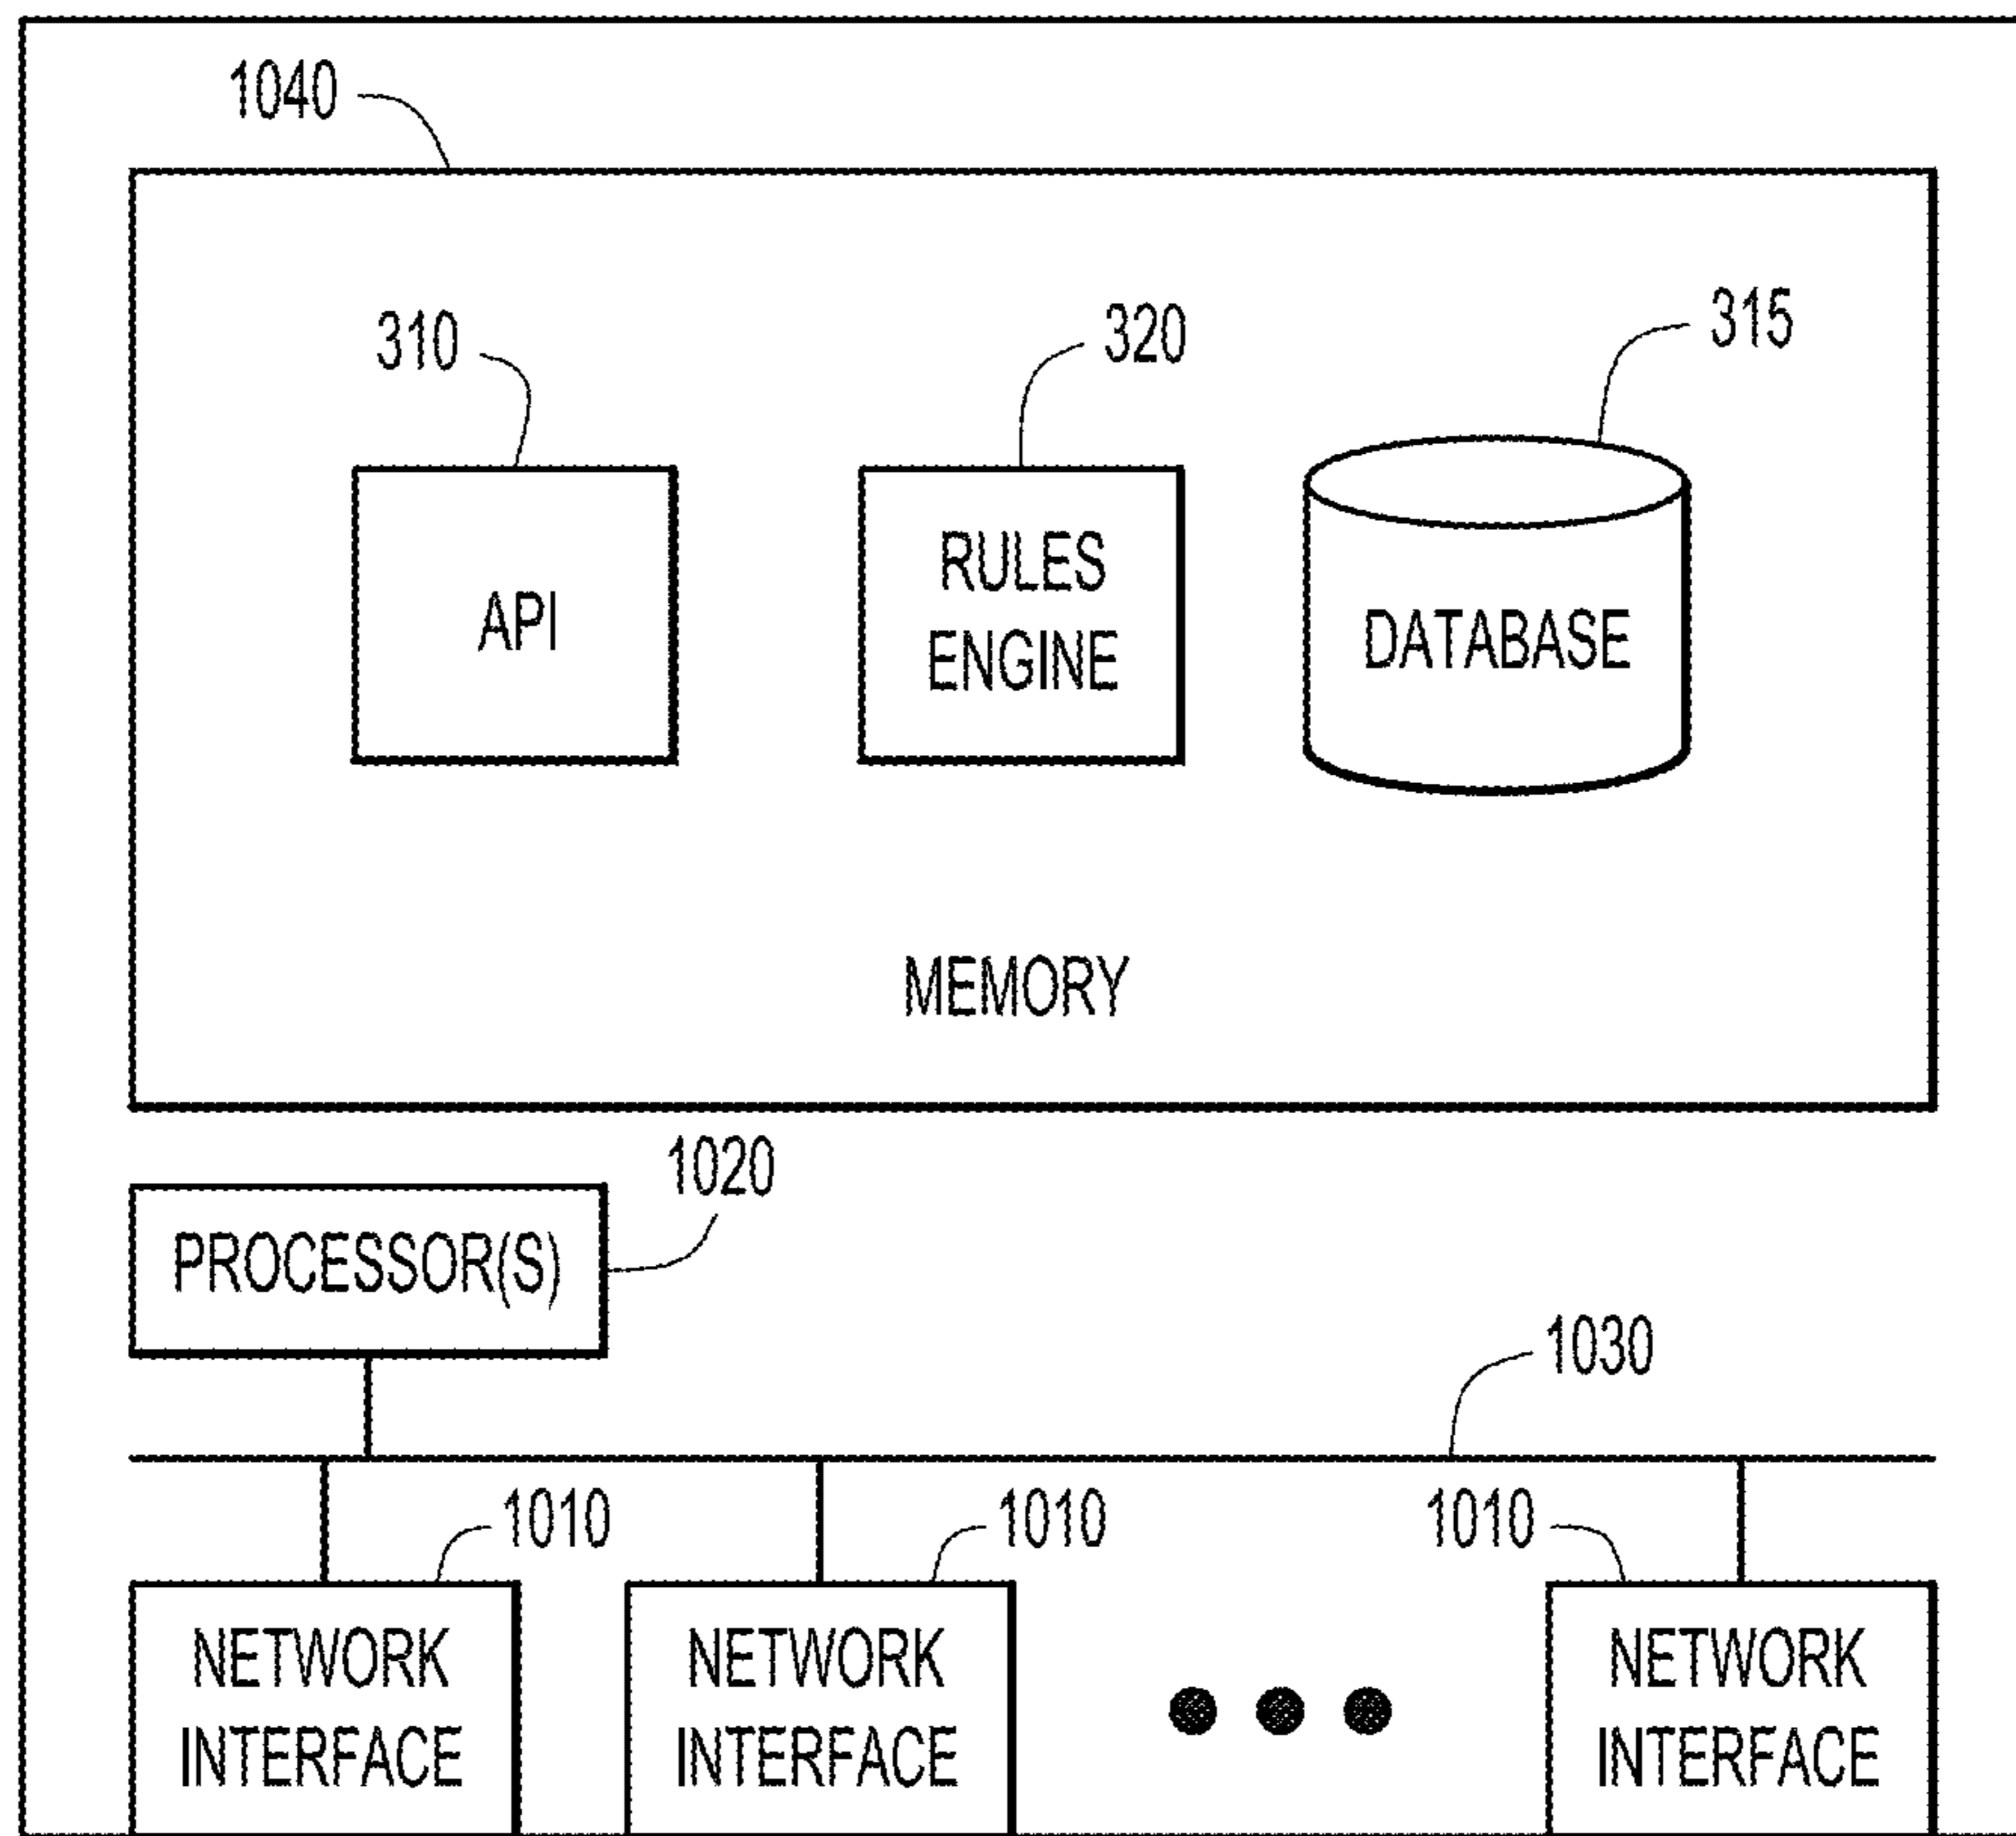 1040
310
320
315
API
RULES
ENGINE
DATABASE
MEMORY
1020
PROCESSOR(S)
1030
1010
1010
1010
NETWORK
INTERFACE
NETWORK
INTERFACE
NETWORK
INTERFACE